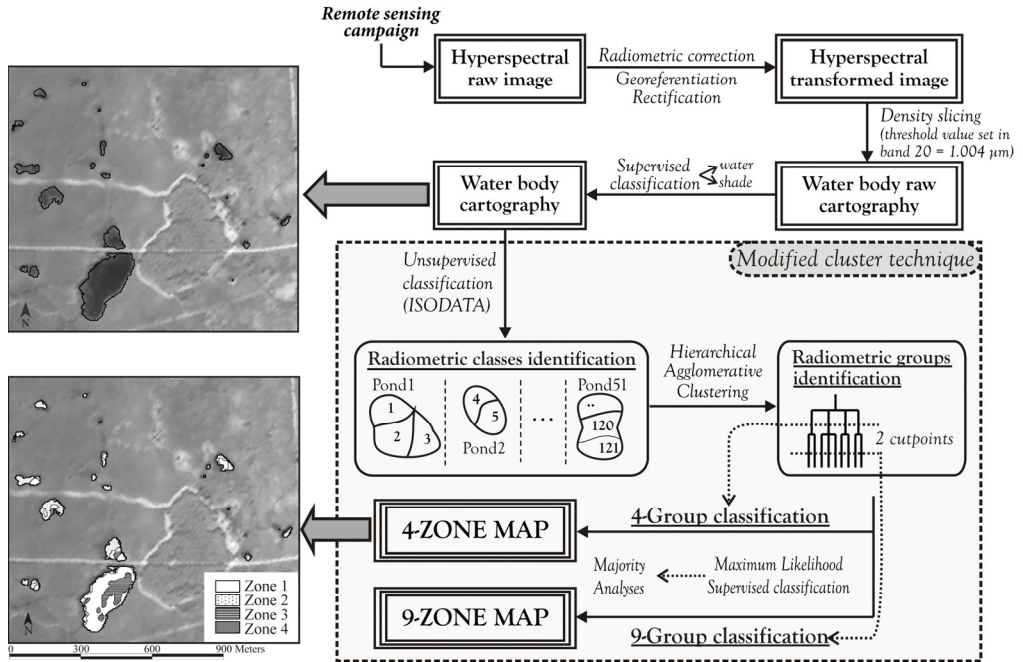 Remote sensing
campaign
Hyperspectral
raw image
Radiometric correction
Georeferentiation
Rectification
Hyperspectral
transformed image
Density slicing
(threshold value set in
band 20 = 1.004 µm)
Water body raw
cartography
Supervised
classification
water
shade
Water body
cartography
N
Modified cluster technique
Unsupervised
classification
(ISODATA)
Radiometric classes identification
Pond1
1
2
3
4
5
Pond2
...
Pond51
..
120
121
Hierarchical
Agglomerative
Clustering
Radiometric groups
identification
2 cutpoints
4-Group classification
4-ZONE MAP
Majority
Analyses
Maximum Likelihood
Supervised classification
9-ZONE MAP
9-Group classification
Zone 1
Zone 2
Zone 3
Zone 4
N
0 300 600 900 Meters